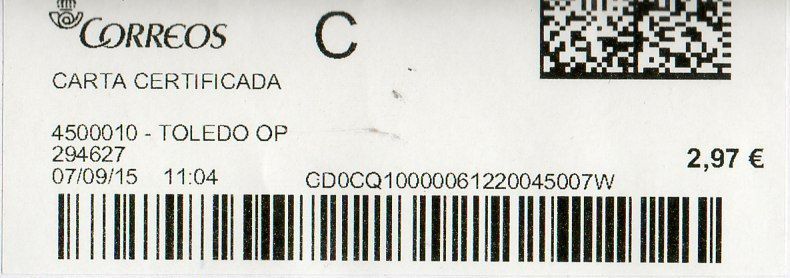 CORREOS C
CARTA CERTIFICADA
4500010 - TOLEDO OP
294627
2,97 €
07/09/15 11:04 CD0CQ10000061220045007W